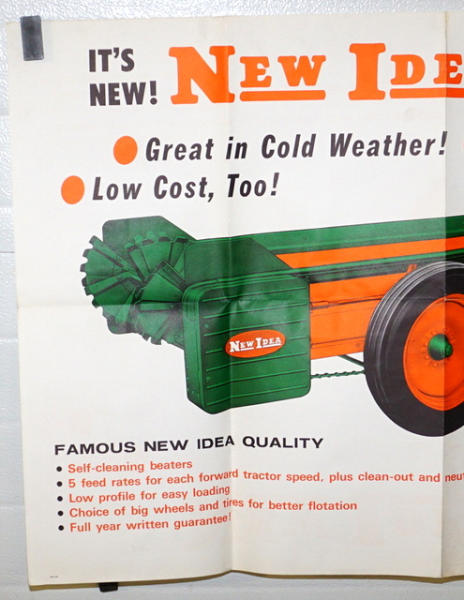 IT'S
NEW!
NEW IDE
Great in Cold Weather!
Low Cost, Too!
NEW IDEA
FAMOUS NEW IDEA QUALITY
• Self-cleaning beaters
• 5 feed rates for each forward tractor speed, plus clean-out and neut
• Low profile for easy loading
• Choice of big wheels and tires for better flotation
• Full year written guarantee!